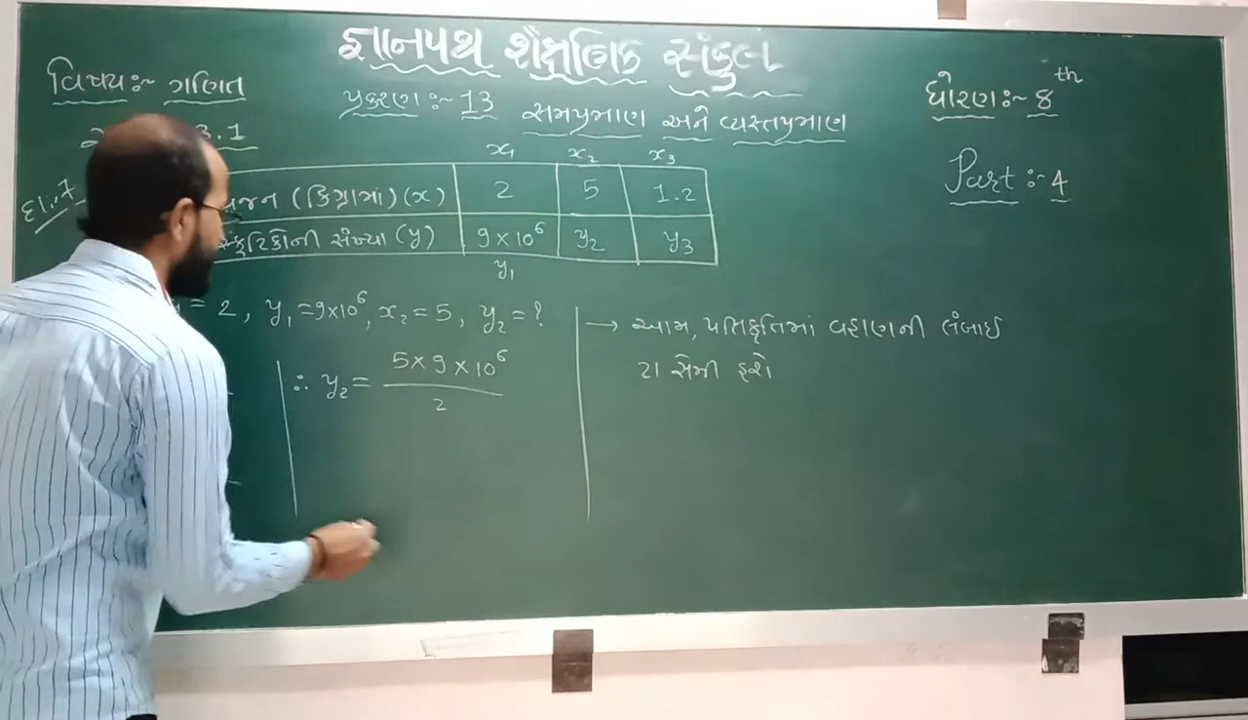 જ્ઞાનપથ શૈક્ષણિક સંકુલ
વિષય:~ ગણિત
પ્રકરણ:~ 13 સમપ્રમાણ અને વ્યસ્તપ્રમાણ
ધોરણ:~ 8th
3.1
Part :~ 4
દા.7
x₁ x₂ x₃
વજન (કિગ્રામાં) (x) 2 5 1.2
સ્ફટિકોની સંખ્યા (y) 9 × 10⁶ y₂ y₃
y₁
= 2, y₁ = 9×10⁶, x₂ = 5, y₂ = ?
∴ y₂ = 5 × 9 × 10⁶
2
→ આમ, પ્રતિકૃતિમાં વહાણની લંબાઈ
21 સેમી હશે